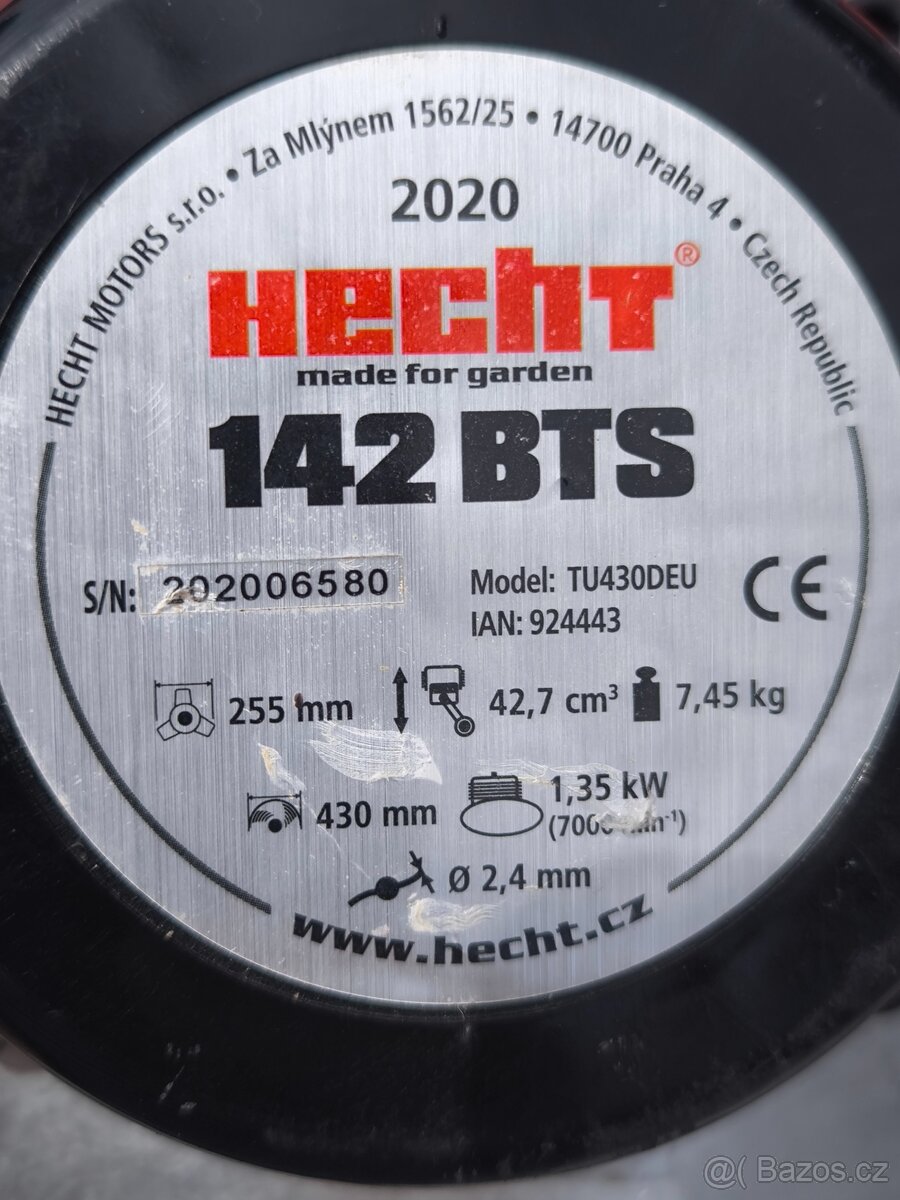 HECHT MOTORS s.r.o. • Za Mlýnem 1562/25 • 14700 Praha 4 • Czech Republic
2020
HECHT®
made for garden
142 BTS
S/N: 202006580
Model: TU430DEU
IAN: 924443
CE
255 mm
42,7 cm³
7,45 kg
430 mm
1,35 kW
Ø 2,4 mm
www.hecht.cz
@( Bazos.cz